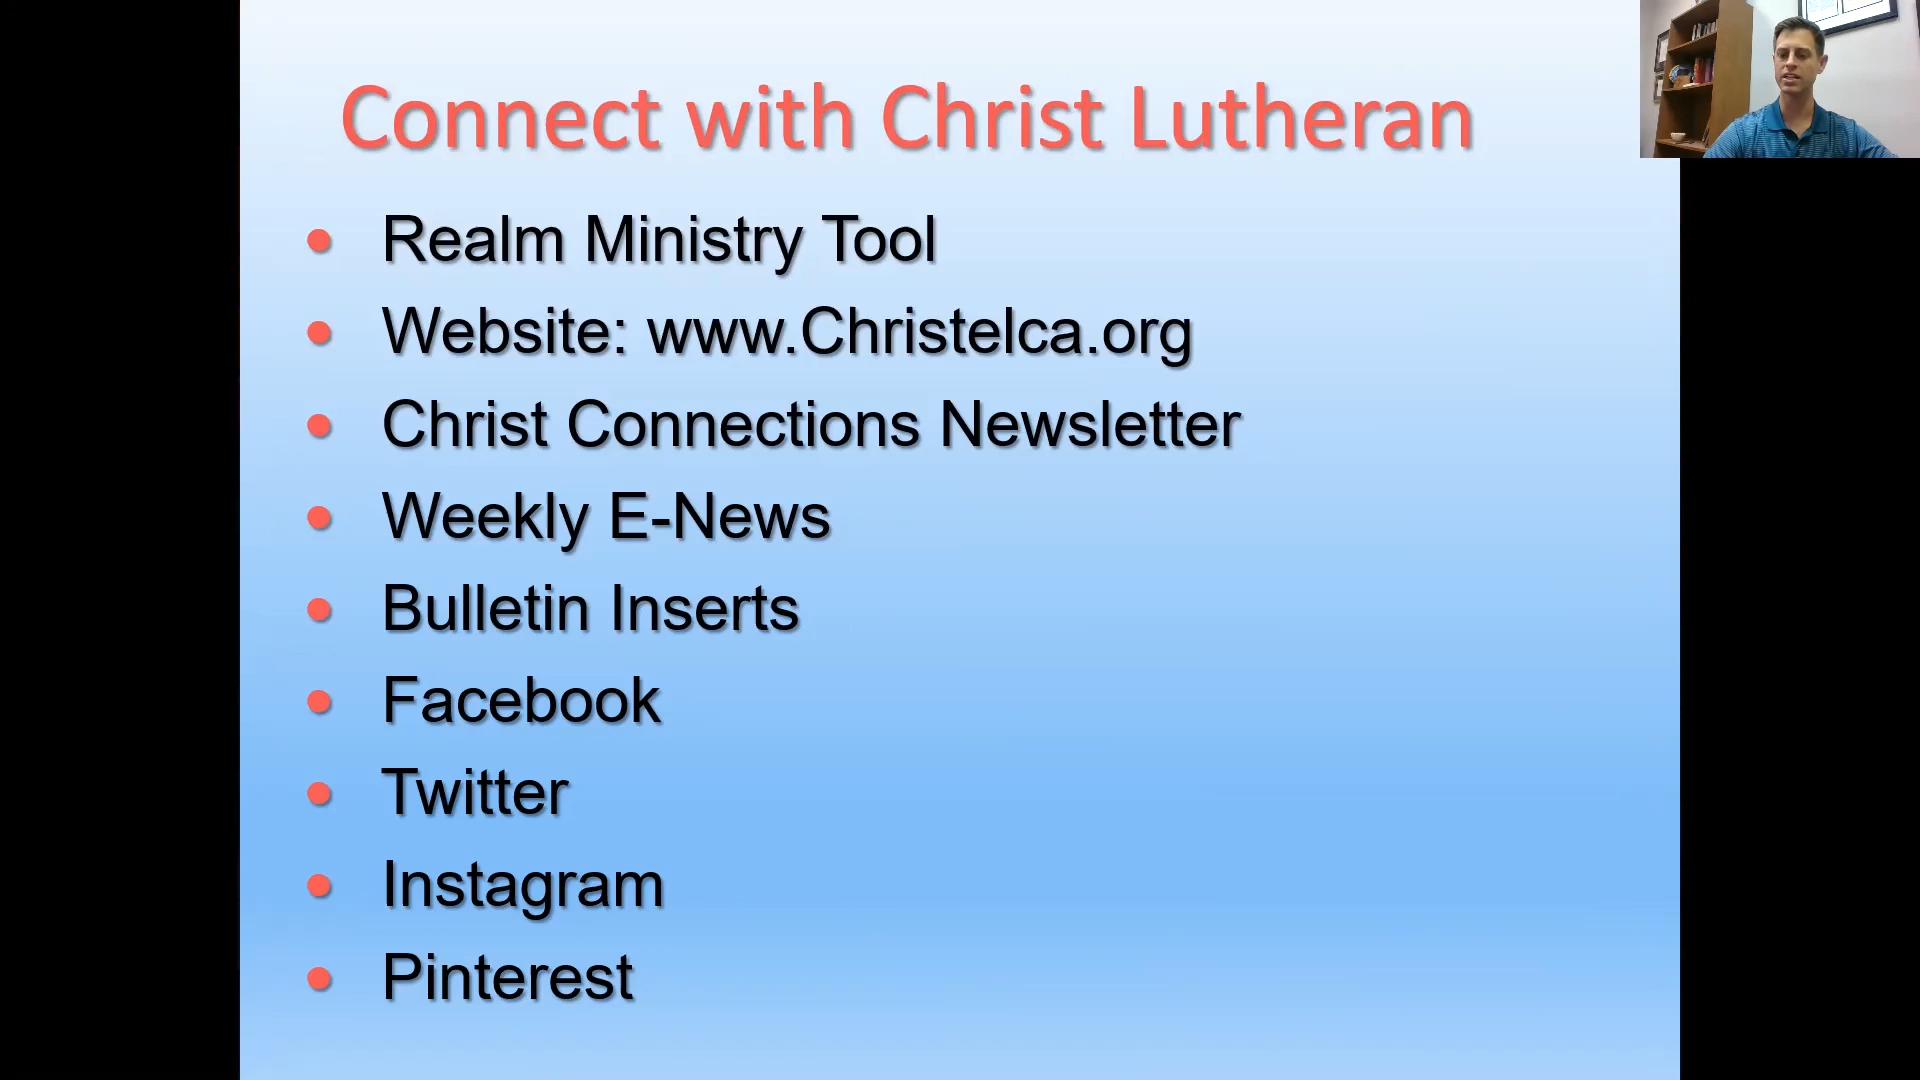 Connect with Christ Lutheran
• Realm Ministry Tool
• Website: www.Christelca.org
• Christ Connections Newsletter
• Weekly E-News
• Bulletin Inserts
• Facebook
• Twitter
• Instagram
• Pinterest